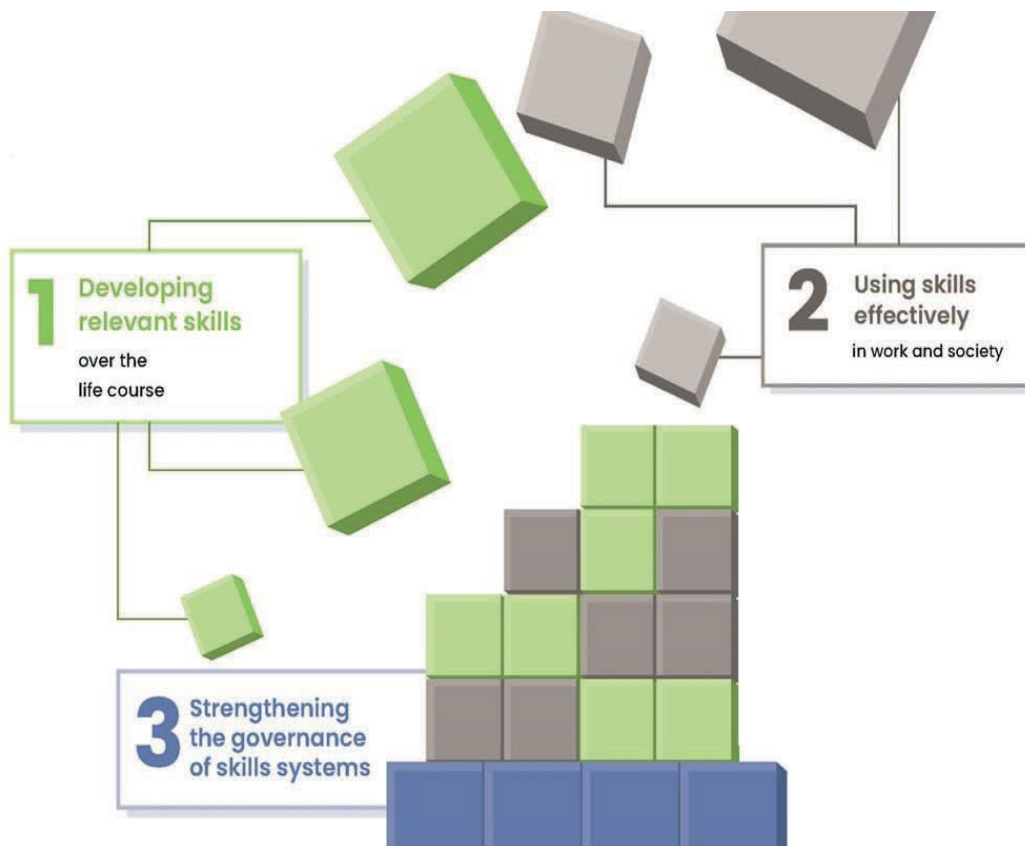 1
Developing
relevant skills
over the
life course
2
Using skills
effectively
in work and society
3
Strengthening
the governance
of skills systems